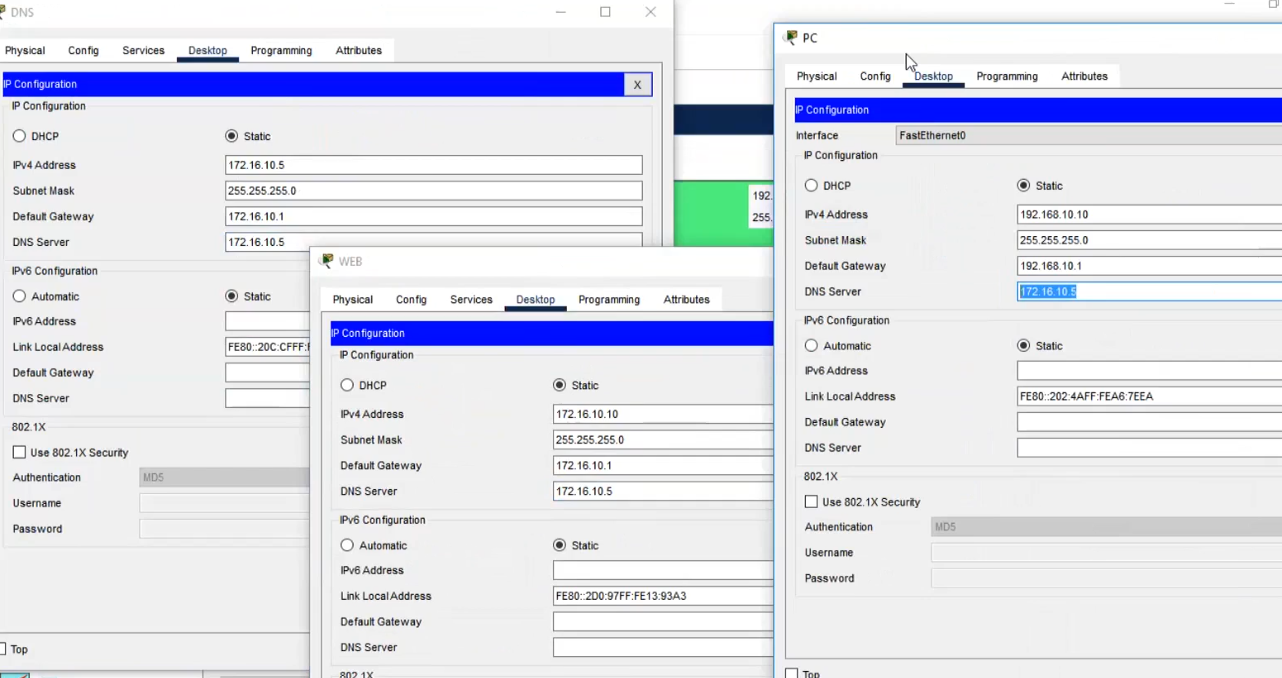 DNS
Physical Config Services Desktop Programming Attributes
IP Configuration X
IP Configuration
DHCP Static
IPv4 Address 172.16.10.5
Subnet Mask 255.255.255.0
Default Gateway 172.16.10.1
DNS Server 172.16.10.5
IPv6 Configuration
Automatic Static
IPv6 Address
Link Local Address FE80::20C:CFFF:
Default Gateway
DNS Server
802.1X
Use 802.1X Security
Authentication MD5
Username
Password
Top
WEB
Physical Config Services Desktop Programming Attributes
IP Configuration
IP Configuration
DHCP Static
IPv4 Address 172.16.10.10
Subnet Mask 255.255.255.0
Default Gateway 172.16.10.1
DNS Server 172.16.10.5
IPv6 Configuration
Automatic Static
IPv6 Address
Link Local Address FE80::2D0:97FF:FE13:93A3
Default Gateway
DNS Server
802.1X
192.
255.
PC
Physical Config Desktop Programming Attributes
IP Configuration
Interface FastEthernet0
IP Configuration
DHCP Static
IPv4 Address 192.168.10.10
Subnet Mask 255.255.255.0
Default Gateway 192.168.10.1
DNS Server 172.16.10.5
IPv6 Configuration
Automatic Static
IPv6 Address
Link Local Address FE80::202:4AFF:FEA6:7EEA
Default Gateway
DNS Server
802.1X
Use 802.1X Security
Authentication MD5
Username
Password
Top